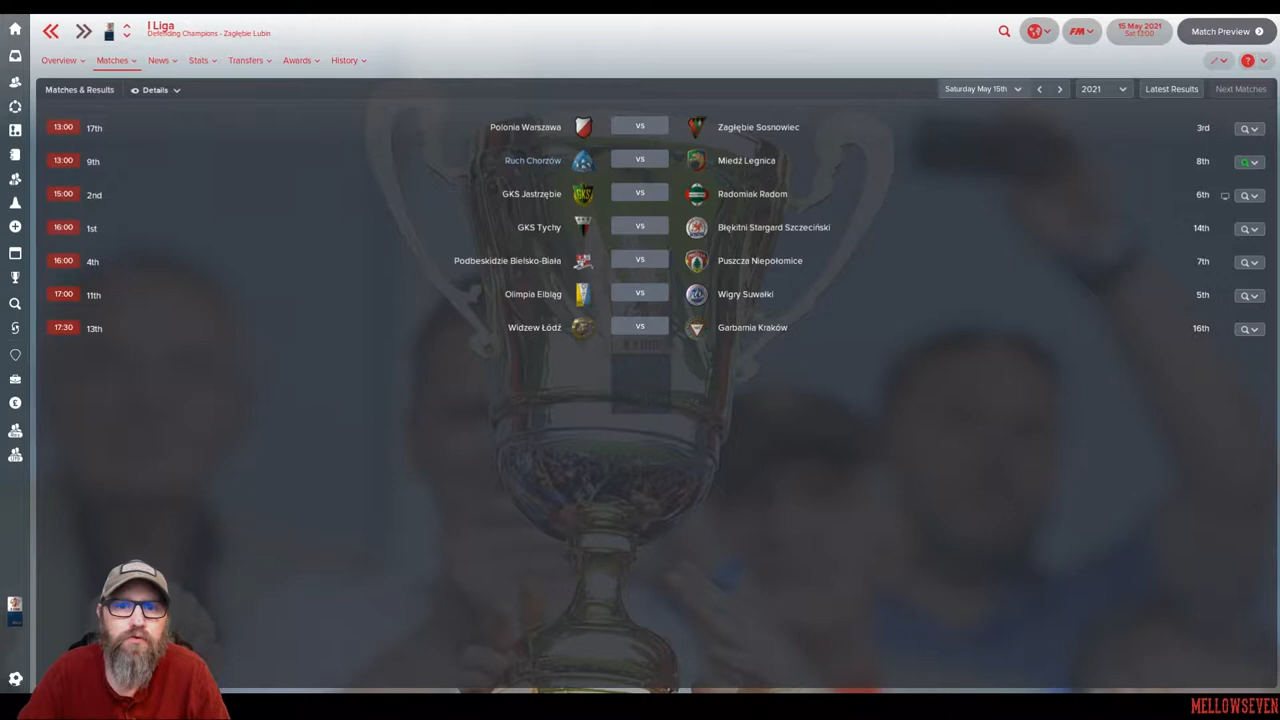 I Liga
Defending Champions - Zagłębie Lubin
FM
15 May 2021
Sat 13:00
Match Preview
Overview
Matches
News
Stats
Transfers
Awards
History
?
Matches & Results
Details
Saturday May 15th
2021
Latest Results
Next Matches
13:00 17th Polonia Warszawa vs Zagłębie Sosnowiec 3rd
13:00 9th Ruch Chorzów vs Miedź Legnica 8th
15:00 2nd GKS Jastrzębie vs Radomiak Radom 6th
16:00 1st GKS Tychy vs Błękitni Stargard Szczeciński 14th
16:00 4th Podbeskidzie Bielsko-Biała vs Puszcza Niepołomice 7th
17:00 11th Olimpia Elbląg vs Wigry Suwałki 5th
17:30 13th Widzew Łódź vs Garbarnia Kraków 16th
MELLOWSEVEN